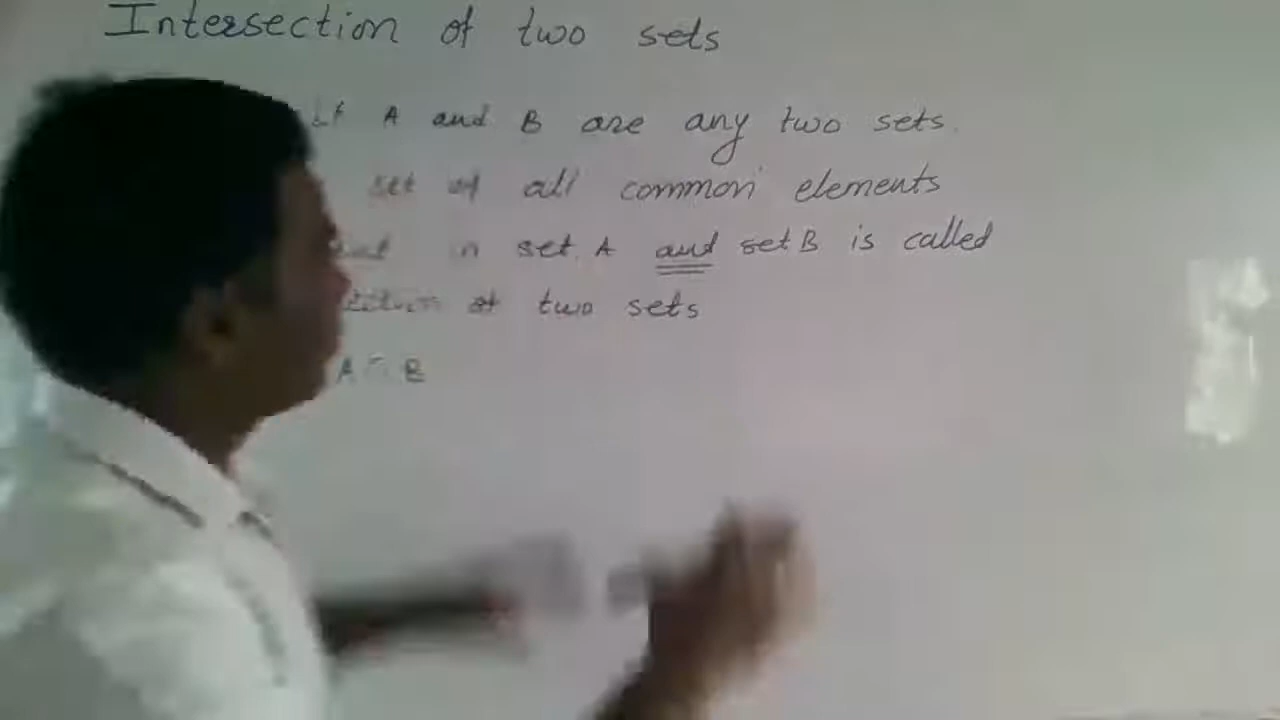 Intersection of two sets
If A and B are any two sets.
set of all common elements
in set A and set B is called
of two sets
A ∩ B